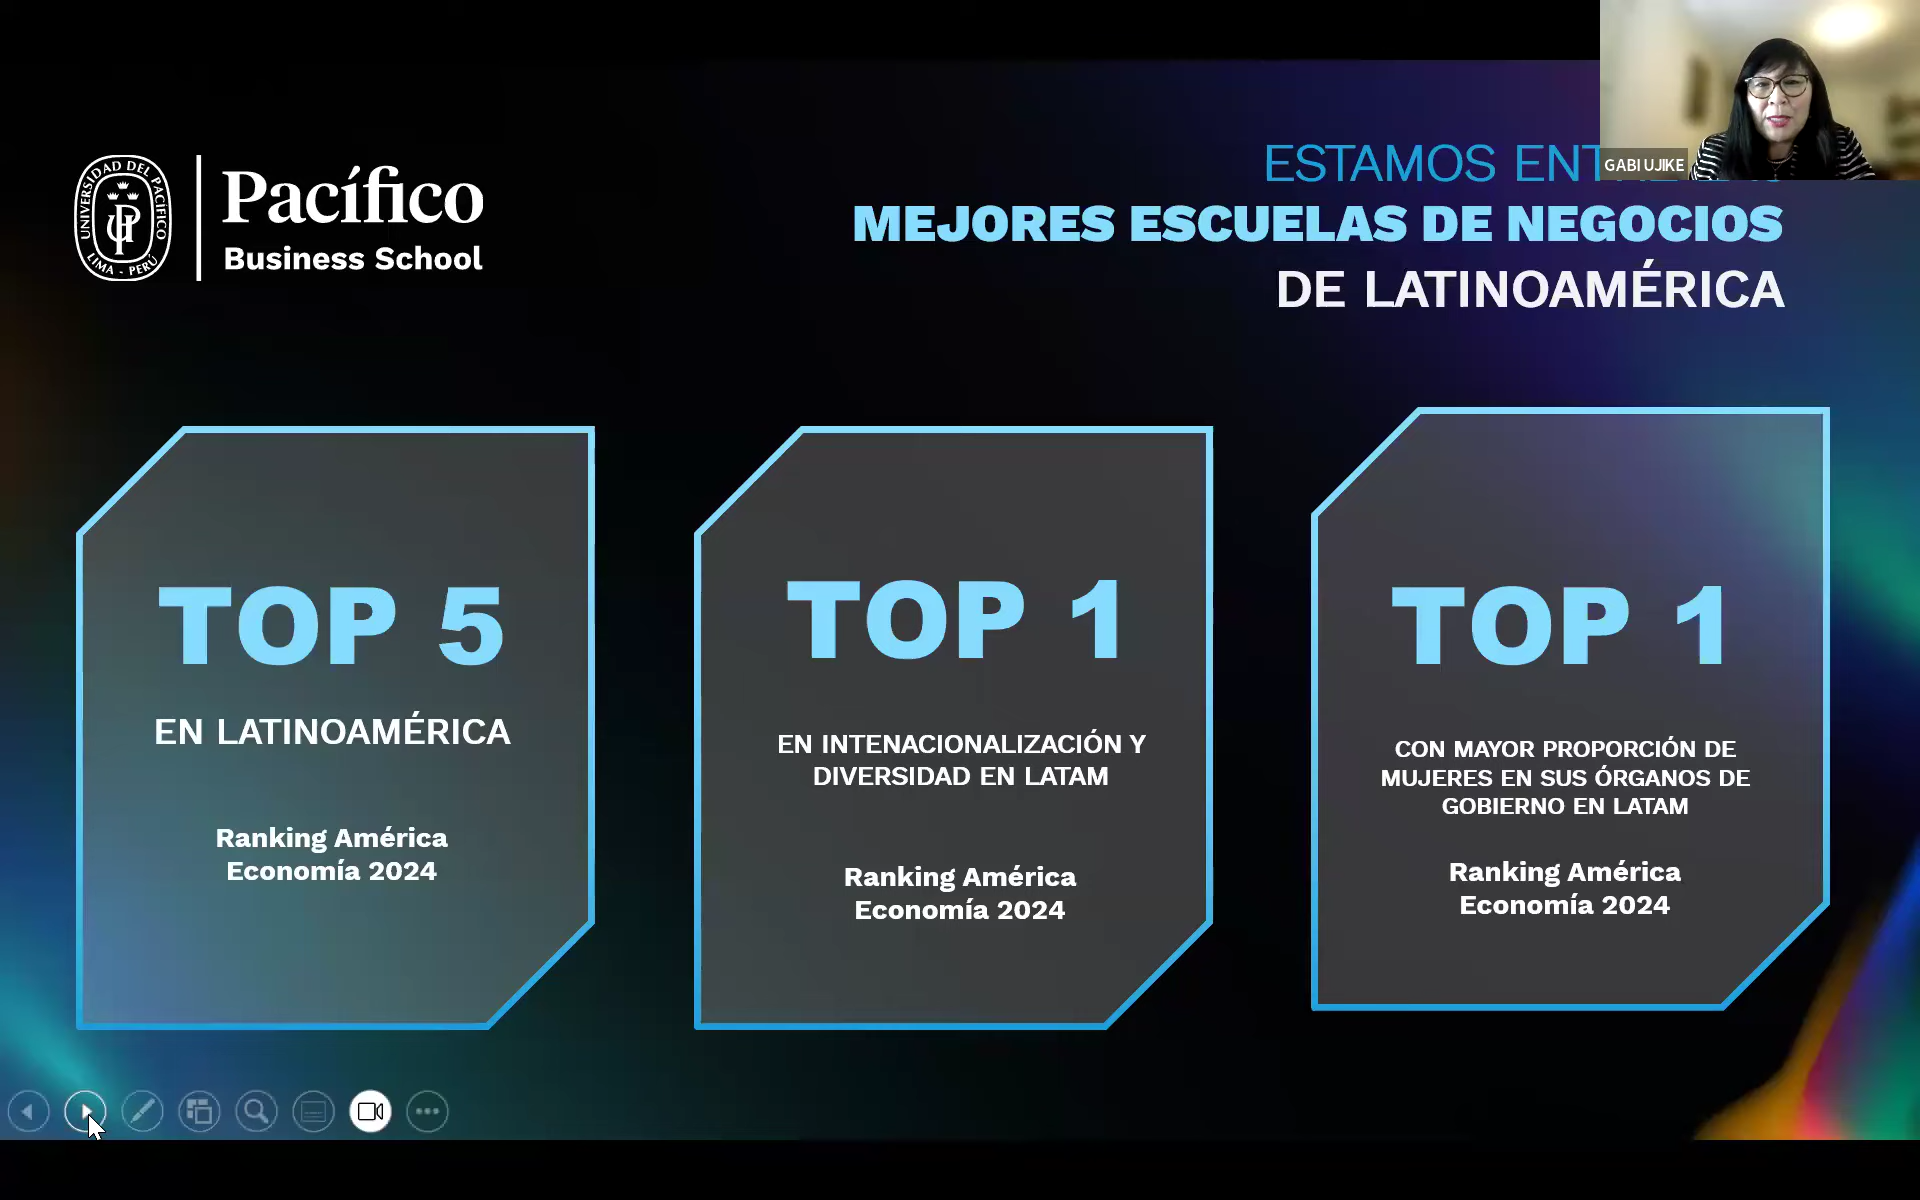 UNIVERSIDAD DEL PACIFICO
LIMA - PERÚ
Pacífico
Business School
ESTAMOS
MEJORES ESCUELAS DE NEGOCIOS
DE LATINOAMÉRICA
GABI UJIKE
TOP 5
EN LATINOAMÉRICA
Ranking América
Economía 2024
TOP 1
EN INTENACIONALIZACIÓN Y
DIVERSIDAD EN LATAM
Ranking América
Economía 2024
TOP 1
CON MAYOR PROPORCIÓN DE
MUJERES EN SUS ÓRGANOS DE
GOBIERNO EN LATAM
Ranking América
Economía 2024